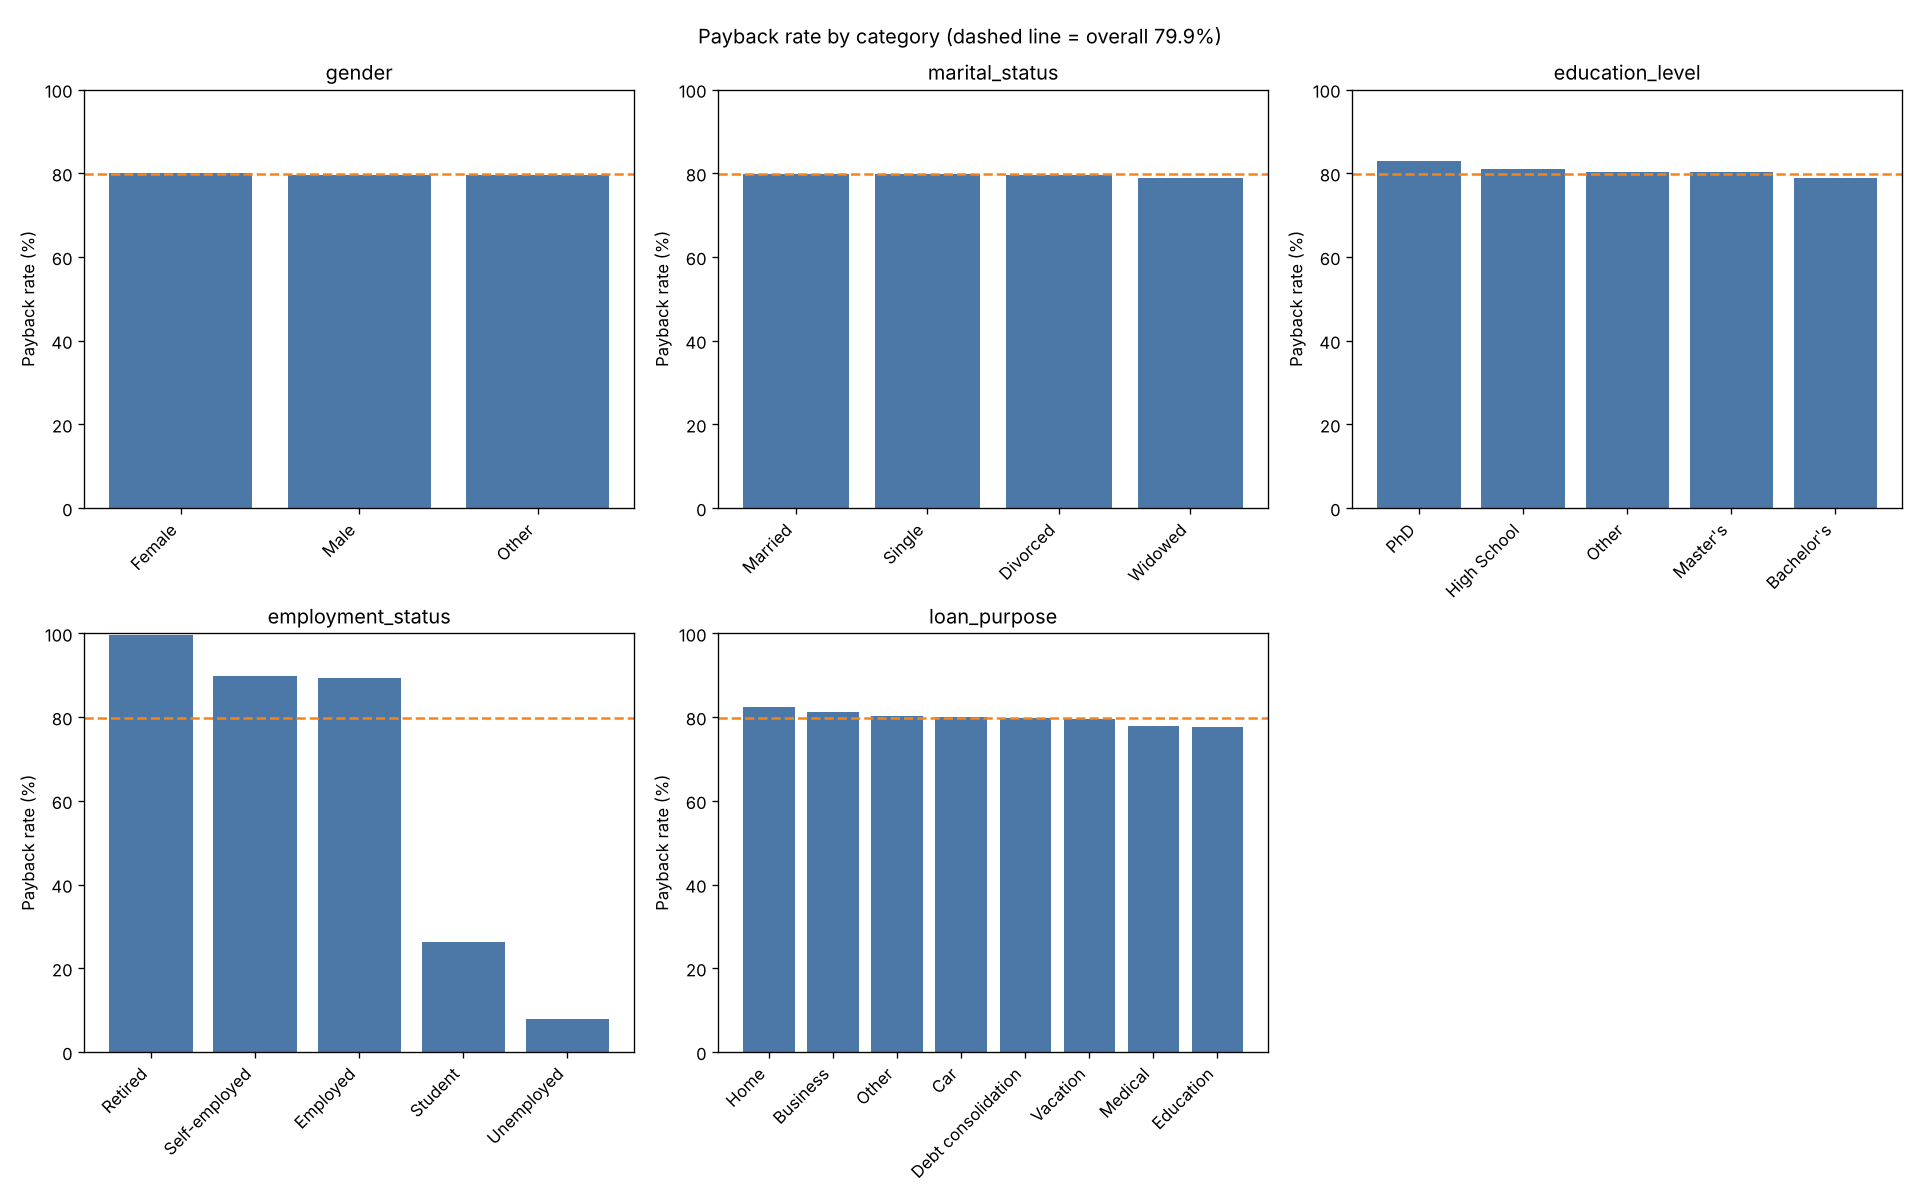 Payback rate by category (dashed line = overall 79.9%)
gender
Payback rate (%)
100
80
60
40
20
0
Female
Male
Other
marital_status
Payback rate (%)
100
80
60
40
20
0
Married
Single
Divorced
Widowed
education_level
Payback rate (%)
100
80
60
40
20
0
PhD
High School
Other
Master's
Bachelor's
employment_status
Payback rate (%)
100
80
60
40
20
0
Retired
Self-employed
Employed
Student
Unemployed
loan_purpose
Payback rate (%)
100
80
60
40
20
0
Home
Business
Other
Car
Debt consolidation
Vacation
Medical
Education